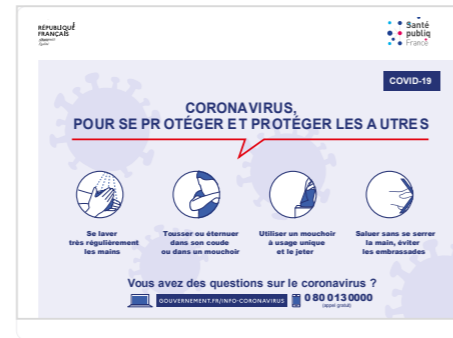 RÉPUBLIQUE
FRANÇAISE
Santé
publiq
France
COVID-19
CORONAVIRUS,
POUR SE PROTÉGER ET PROTÉGER LES AUTRES
Se laver
très régulièrement
les mains
Tousser ou éternuer
dans son coude
ou dans un mouchoir
Utiliser un mouchoir
à usage unique
et le jeter
Saluer sans se serrer
la main, éviter
les embrassades
Vous avez des questions sur le coronavirus ?
GOUVERNEMENT.FR/INFO-CORONAVIRUS
0 800 130 000
(appel gratuit)